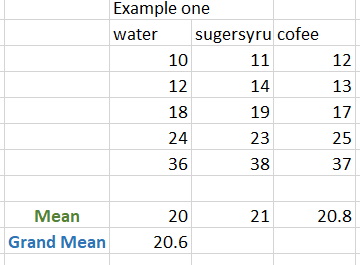 Example one
water sugersyru cofee
10 11 12
12 14 13
18 19 17
24 23 25
36 38 37
Mean 20 21 20.8
Grand Mean 20.6